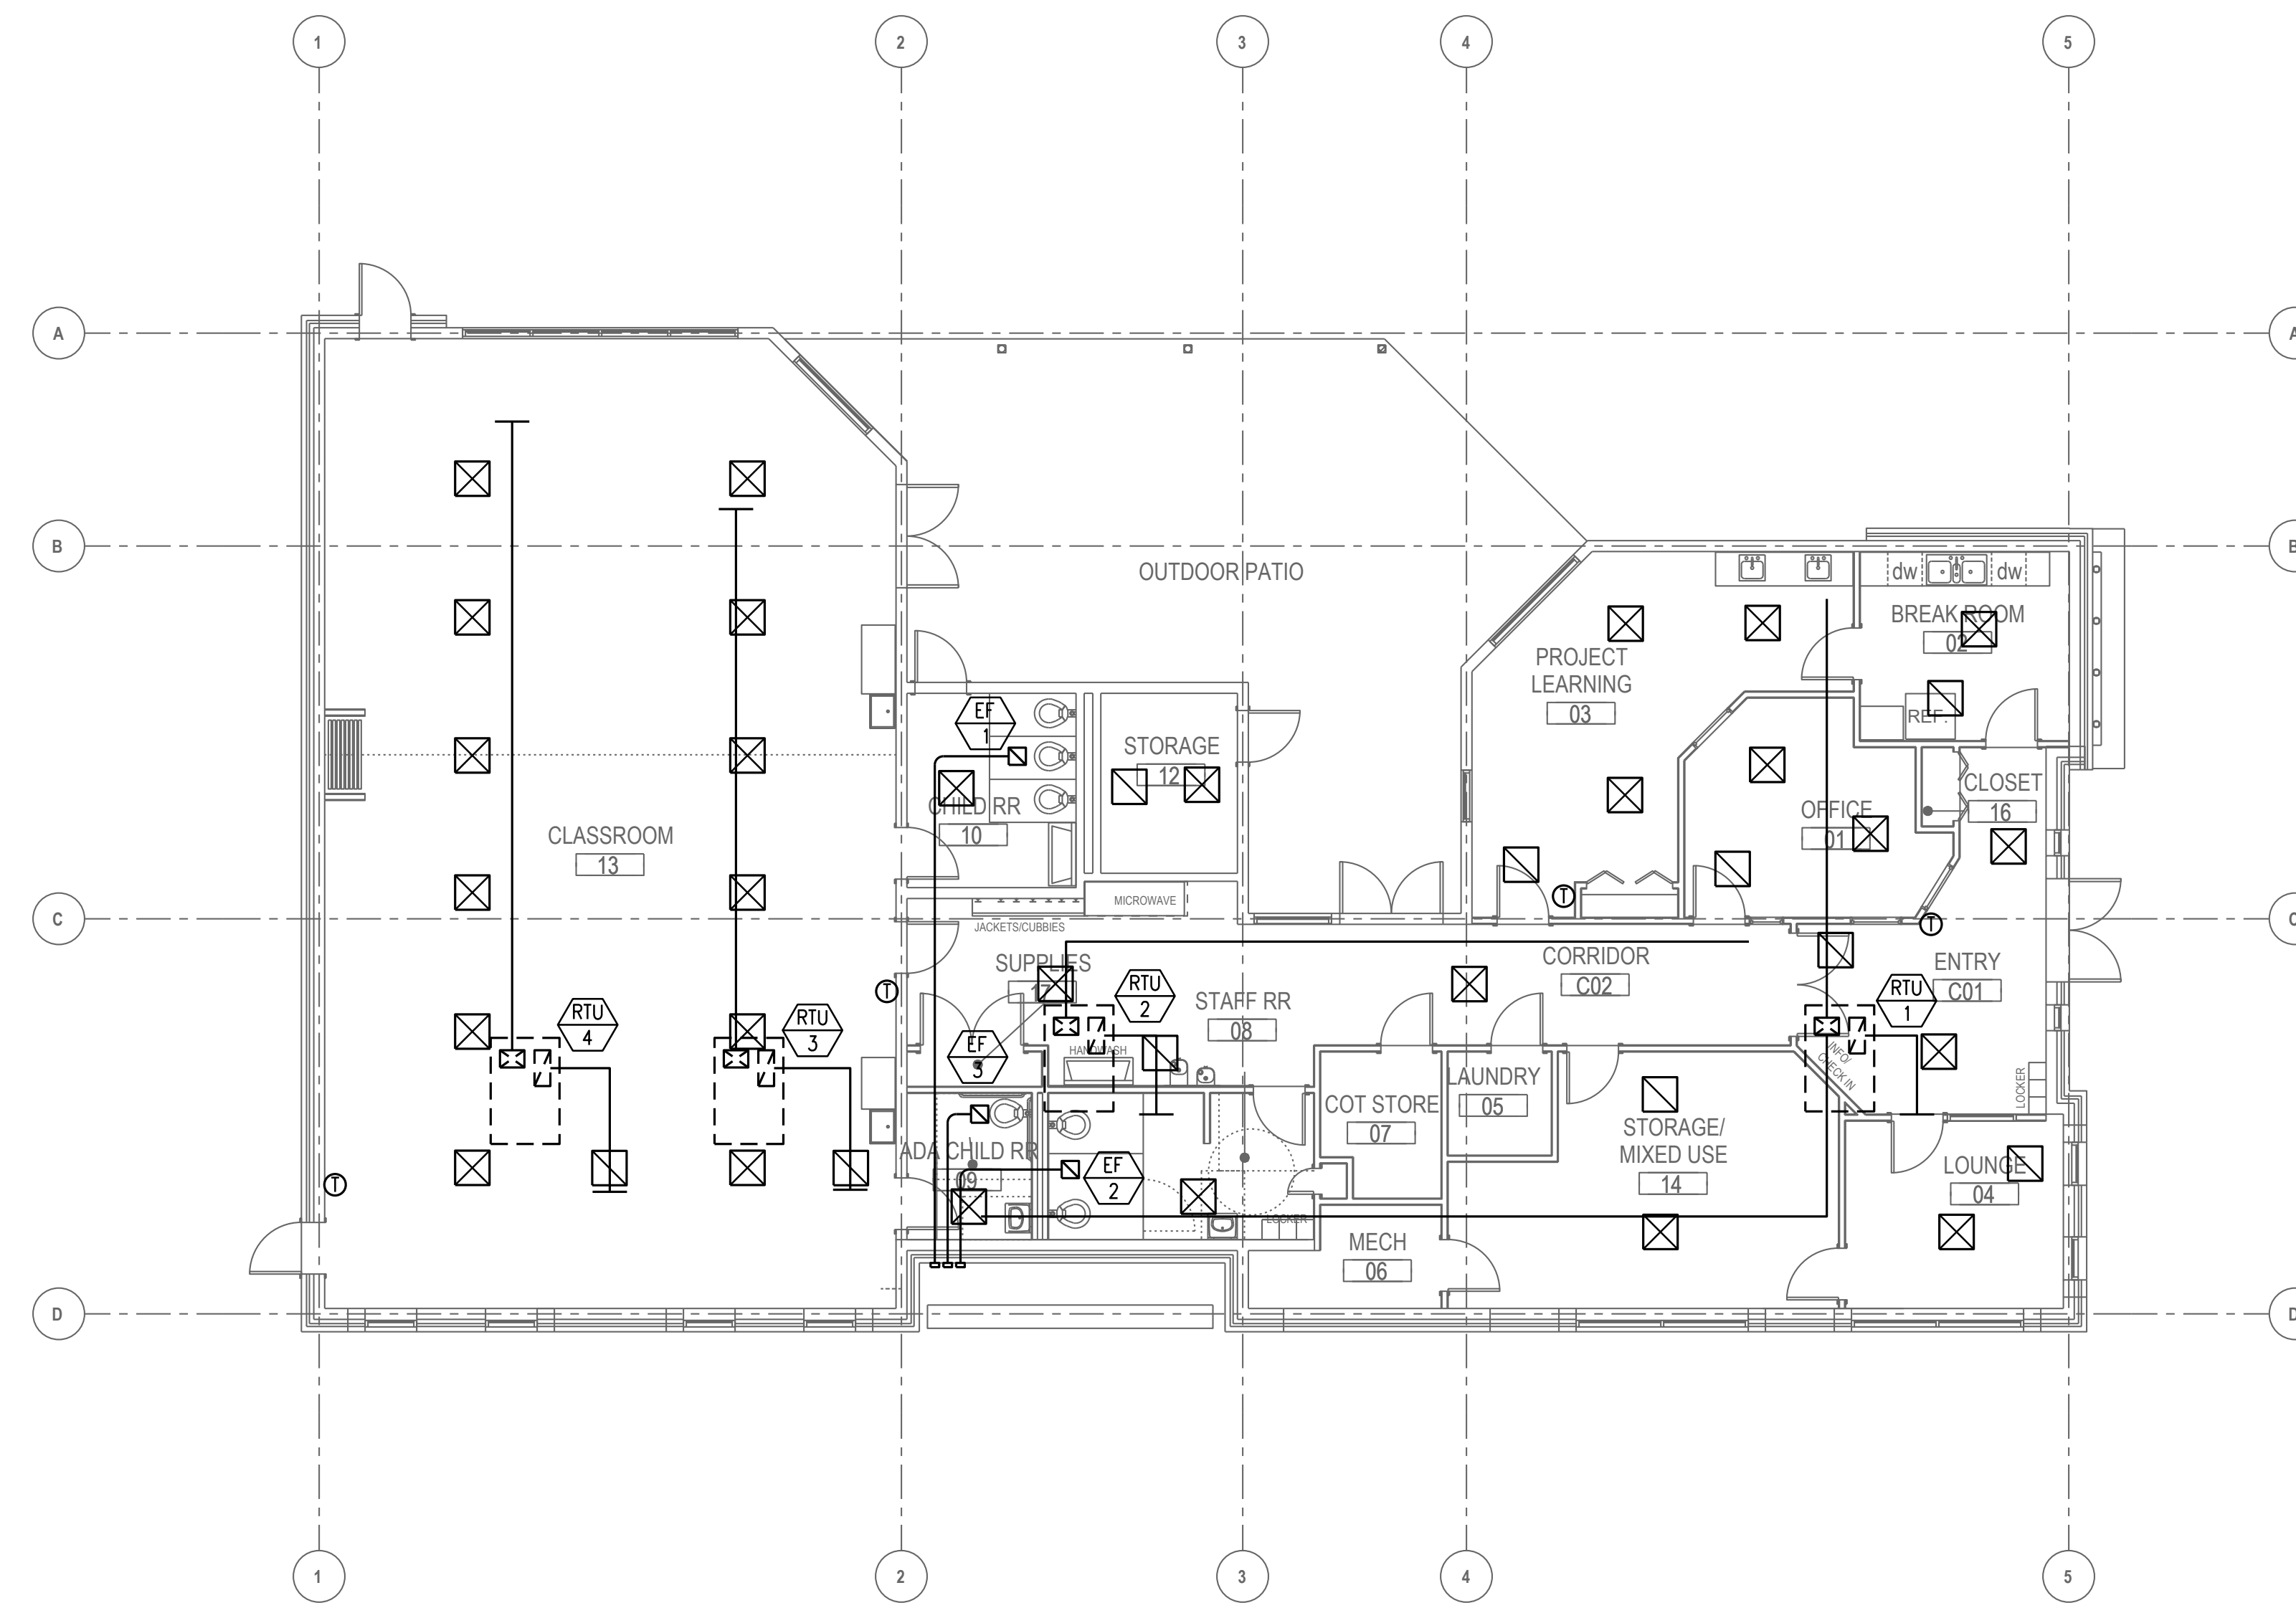 1
2
3
4
5
A
A
B
B
OUTDOOR PATIO
dw
dw
BREAK ROOM
02
PROJECT
LEARNING
03
REF.
EF
1
STORAGE
12
CLOSET
16
CHILD RR
10
OFFICE
01
CLASSROOM
13
MICROWAVE
T
C
C
JACKETS/CUBBIES
T
SUPPLIES
17
CORRIDOR
C02
ENTRY
C01
T
RTU
2
STAFF RR
08
RTU
1
RTU
4
RTU
3
EF
3
HANDWASH
INFO/
CHECK IN
LOCKER
LAUNDRY
05
COT STORE
07
STORAGE/
MIXED USE
14
ADA CHILD RR
09
EF
2
LOUNGE
04
T
LOCKER
MECH
06
D
D
1
2
3
4
5